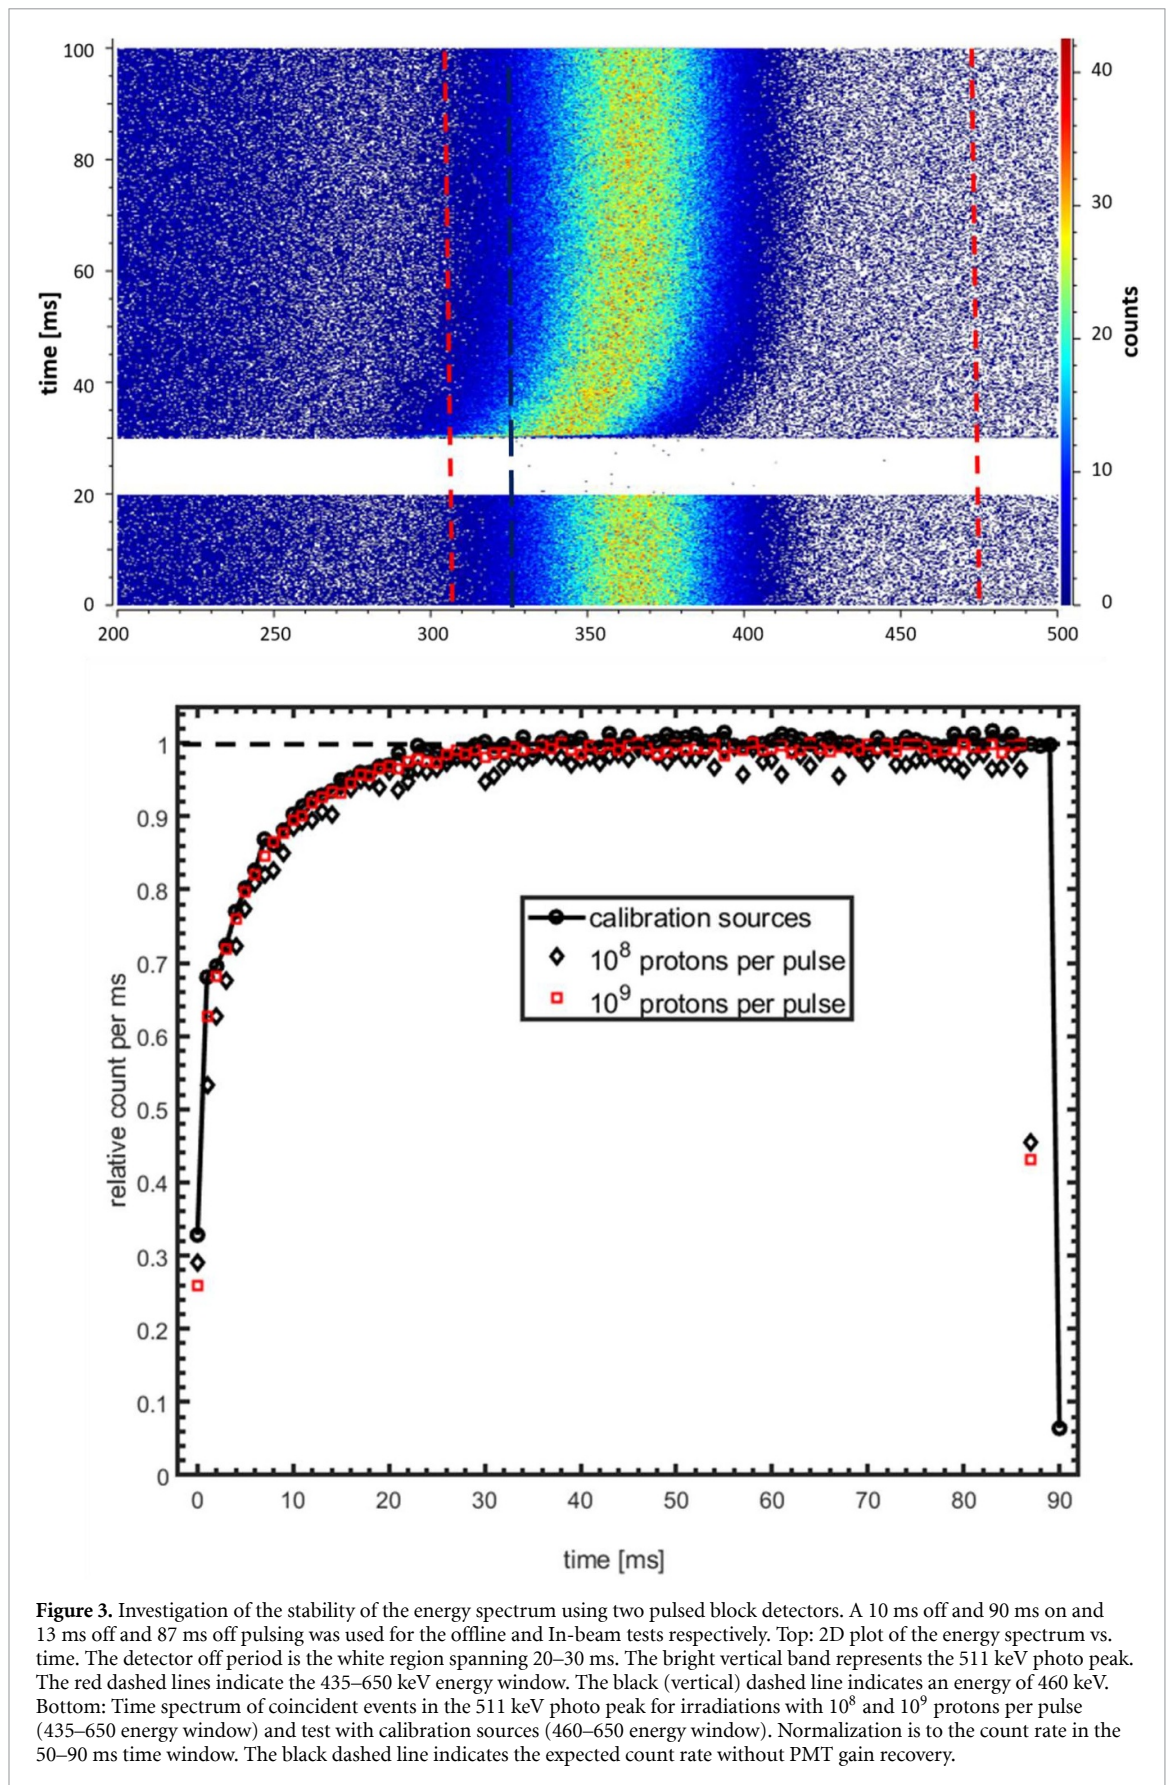 100
80
60
40
20
0
time [ms]
200 250 300 350 400 450 500
40
30
20
10
0
counts
1
0.9
0.8
0.7
0.6
0.5
0.4
0.3
0.2
0.1
0
relative count per ms
calibration sources
10⁸ protons per pulse
10⁹ protons per pulse
0 10 20 30 40 50 60 70 80 90
time [ms]
Figure 3. Investigation of the stability of the energy spectrum using two pulsed block detectors. A 10 ms off and 90 ms on and
13 ms off and 87 ms off pulsing was used for the offline and In-beam tests respectively. Top: 2D plot of the energy spectrum vs.
time. The detector off period is the white region spanning 20–30 ms. The bright vertical band represents the 511 keV photo peak.
The red dashed lines indicate the 435–650 keV energy window. The black (vertical) dashed line indicates an energy of 460 keV.
Bottom: Time spectrum of coincident events in the 511 keV photo peak for irradiations with 10⁸ and 10⁹ protons per pulse
(435–650 energy window) and test with calibration sources (460–650 energy window). Normalization is to the count rate in the
50–90 ms time window. The black dashed line indicates the expected count rate without PMT gain recovery.